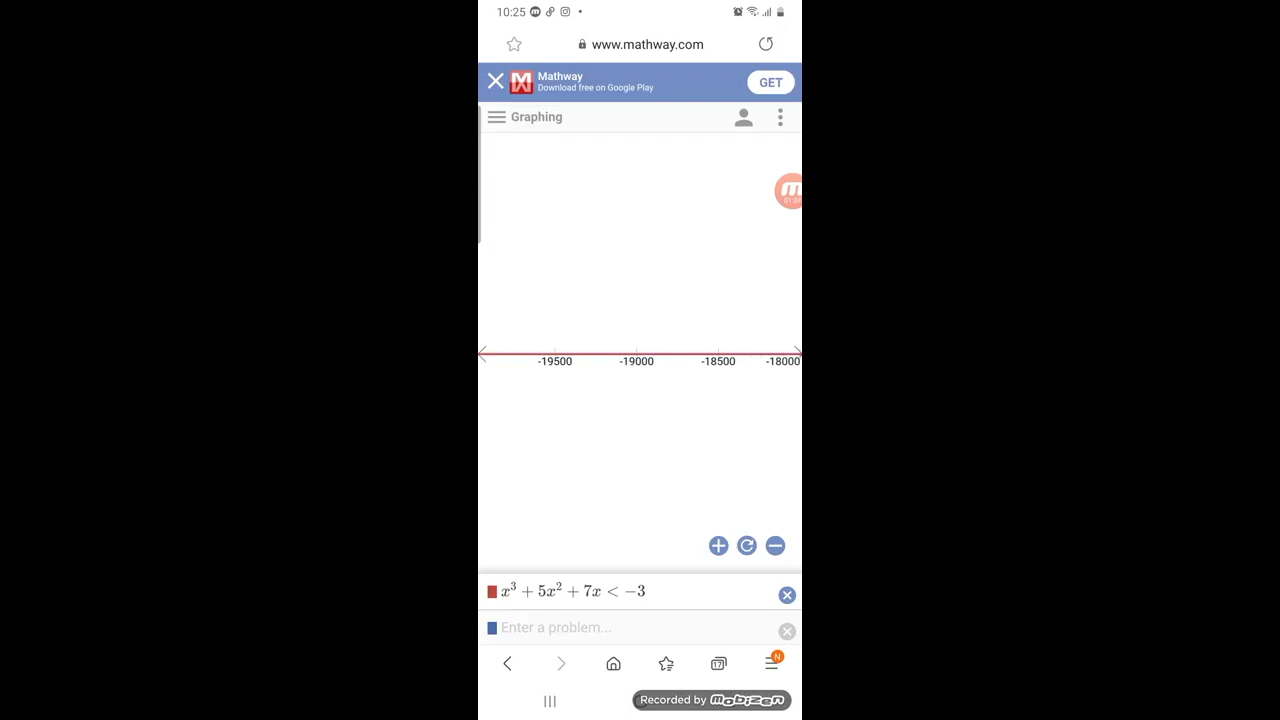 10:25
www.mathway.com
Mathway
Download free on Google Play
GET
Graphing
-19500 -19000 -18500 -18000
x³ + 5x² + 7x < −3
Enter a problem...
17
N
Recorded by mobizen